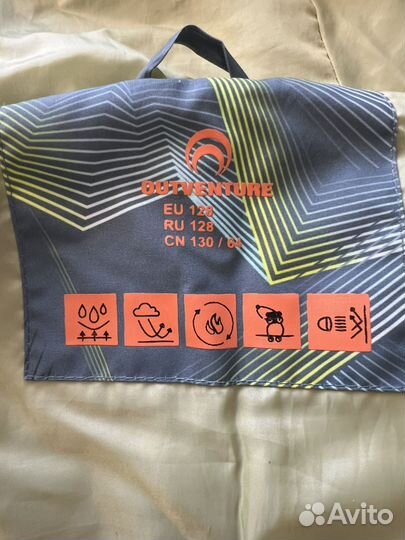 OUTVENTURE
EU 128
RU 128
CN 130 / 64
Avito